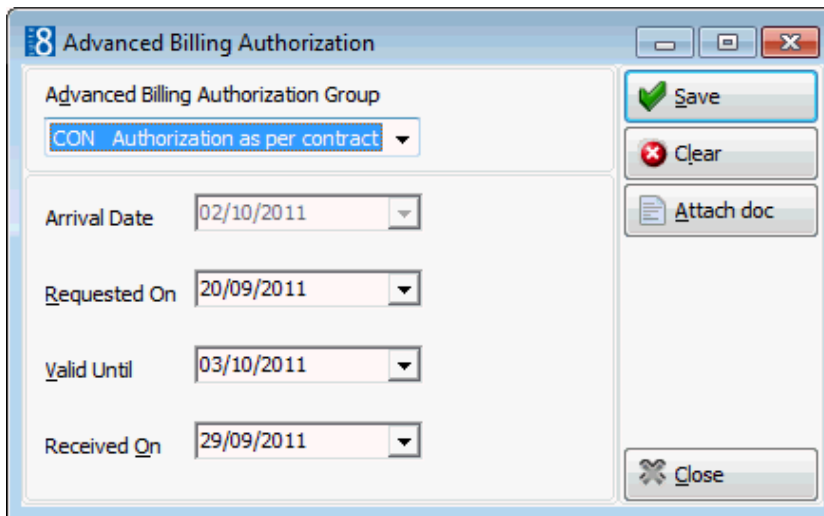 8 Advanced Billing Authorization
Advanced Billing Authorization Group
CON Authorization as per contract
Arrival Date 02/10/2011
Requested On 20/09/2011
Valid Until 03/10/2011
Received On 29/09/2011
Save
Clear
Attach doc
Close